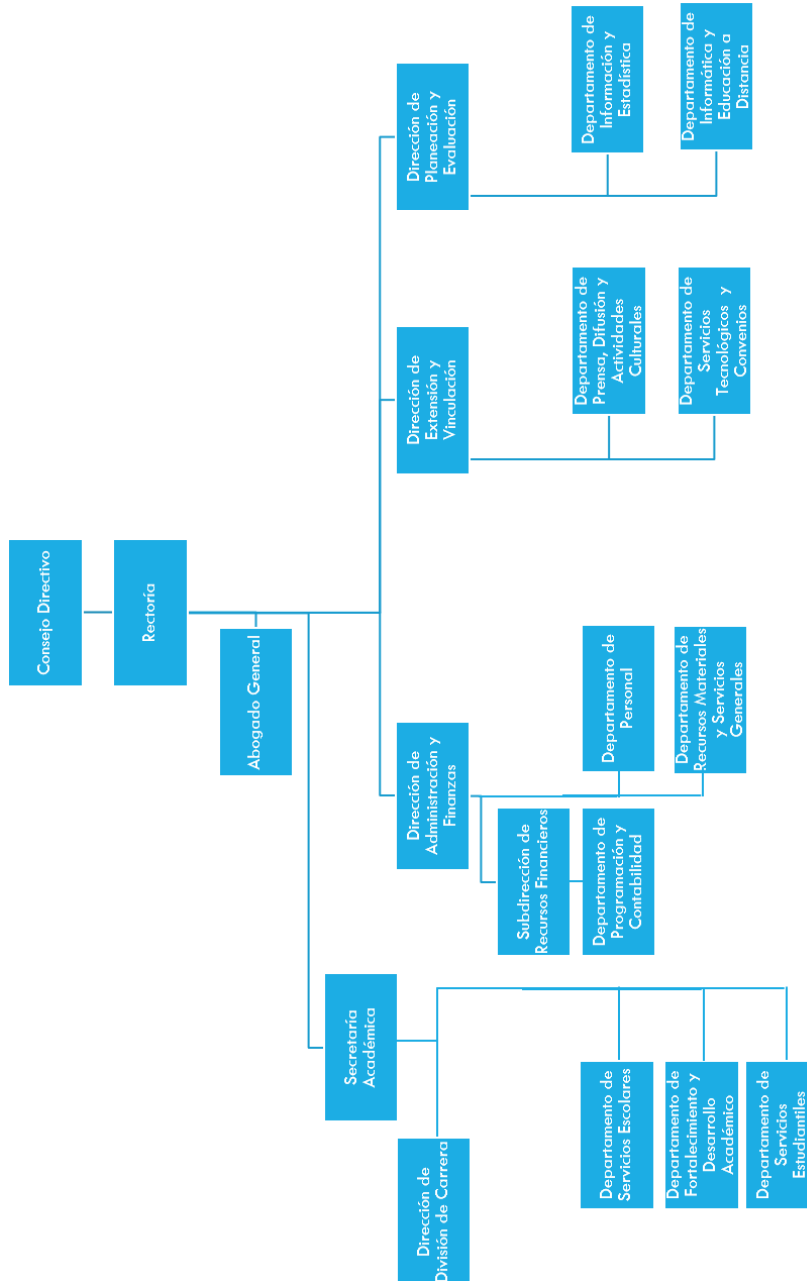 Consejo Directivo
Rectoría
Abogado General
Secretaría
Académica
Dirección de
División de Carrera
Departamento de
Servicios Escolares
Departamento de
Fortalecimiento y
Desarrollo
Académico
Departamento de
Servicios
Estudiantiles
Dirección de
Administración y
Finanzas
Subdirección de
Recursos Financieros
Departamento de
Programación y
Contabilidad
Departamento de
Personal
Departamento de
Recursos Materiales
y Servicios
Generales
Dirección de
Extensión y
Vinculación
Departamento de
Prensa, Difusión y
Actividades
Culturales
Departamento de
Servicios
Tecnológicos y
Convenios
Dirección de
Planeación y
Evaluación
Departamento de
Información y
Estadística
Departamento de
Informática y
Educación a
Distancia